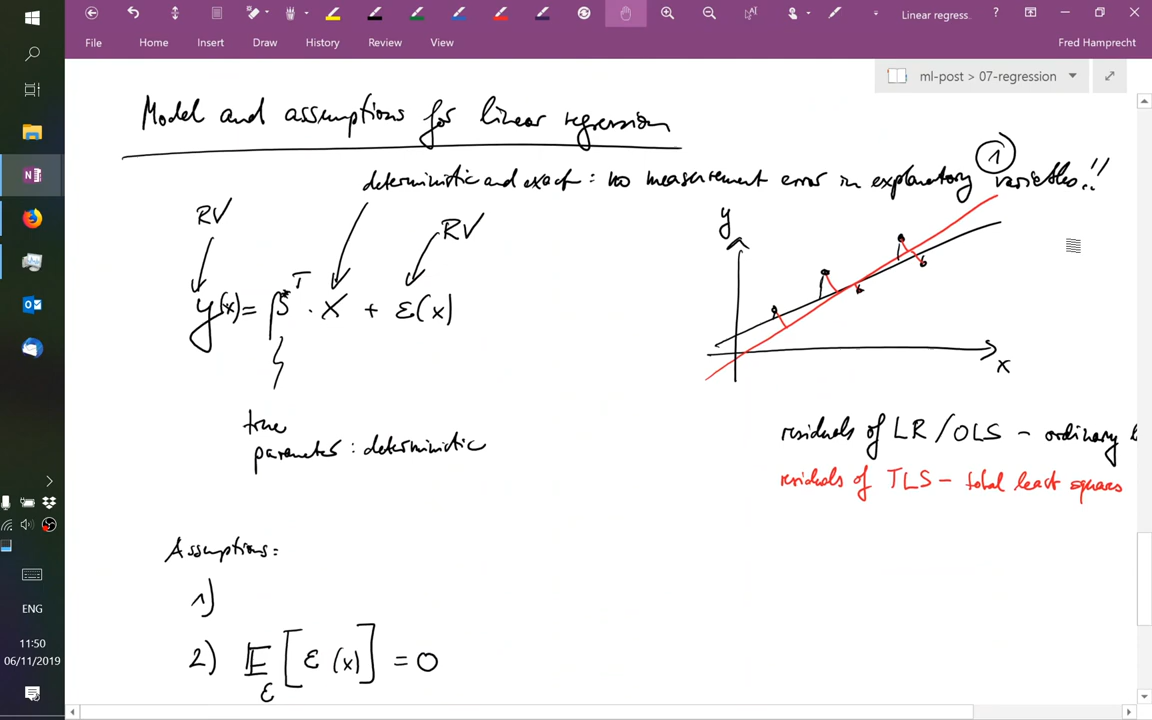 Linear regress...
File Home Insert Draw History Review View
Fred Hamprecht
ml-post > 07-regression
Model and assumptions for linear regression
1
deterministic and exact: no measurement error in explanatory variables!!
RV
RV
y(x) = β*ᵀ · X + ε(x)
true
parameter: deterministic
y
x
residuals of LR/OLS – ordinary
residuals of TLS – total least squares
Assumptions:
1)
2) 𝔼_ε [ε(x)] = 0
ENG
11:50
06/11/2019